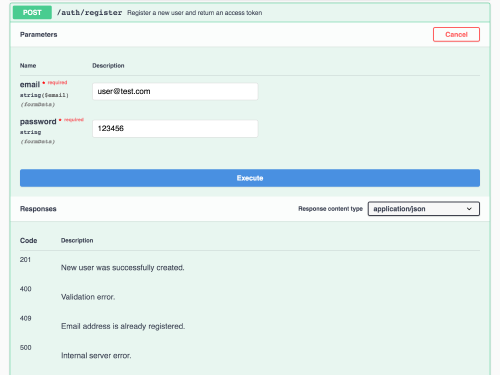 POST /auth/register Register a new user and return an access token
Parameters Cancel
Name Description
email * required
string($email)
(formData)
user@test.com
password * required
string
(formData)
123456
Execute
Responses Response content type application/json
Code Description
201 New user was successfully created.
400 Validation error.
409 Email address is already registered.
500 Internal server error.